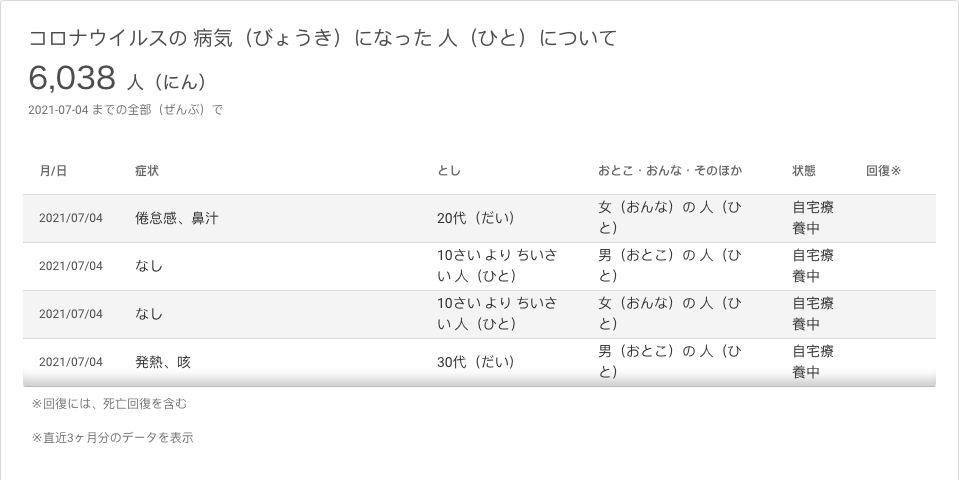 コロナウイルスの 病気（びょうき）になった 人（ひと）について
6,038 人（にん）
2021-07-04 までの全部（ぜんぶ）で
月/日 症状 とし おとこ・おんな・そのほか 状態 回復※
2021/07/04 倦怠感、鼻汁 20代（だい） 女（おんな）の 人（ひ 自宅療
と） 養中
2021/07/04 なし 10さい より ちいさ 男（おとこ）の 人（ひ 自宅療
い 人（ひと） と） 養中
2021/07/04 なし 10さい より ちいさ 女（おんな）の 人（ひ 自宅療
い 人（ひと） と） 養中
2021/07/04 発熱、咳 30代（だい） 男（おとこ）の 人（ひ 自宅療
と） 養中
※回復には、死亡回復を含む
※直近3ヶ月分のデータを表示